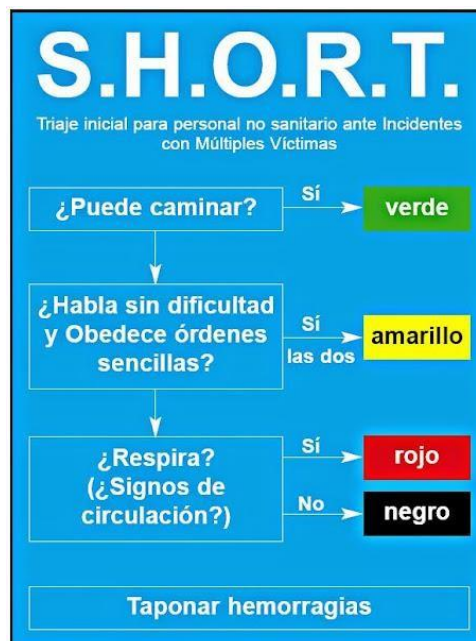 S.H.O.R.T.
Triaje inicial para personal no sanitario ante Incidentes
con Múltiples Víctimas
¿Puede caminar?
Sí
verde
¿Habla sin dificultad
y Obedece órdenes
sencillas?
Sí
las dos
amarillo
¿Respira?
(¿Signos de
circulación?)
Sí
rojo
No
negro
Taponar hemorragias